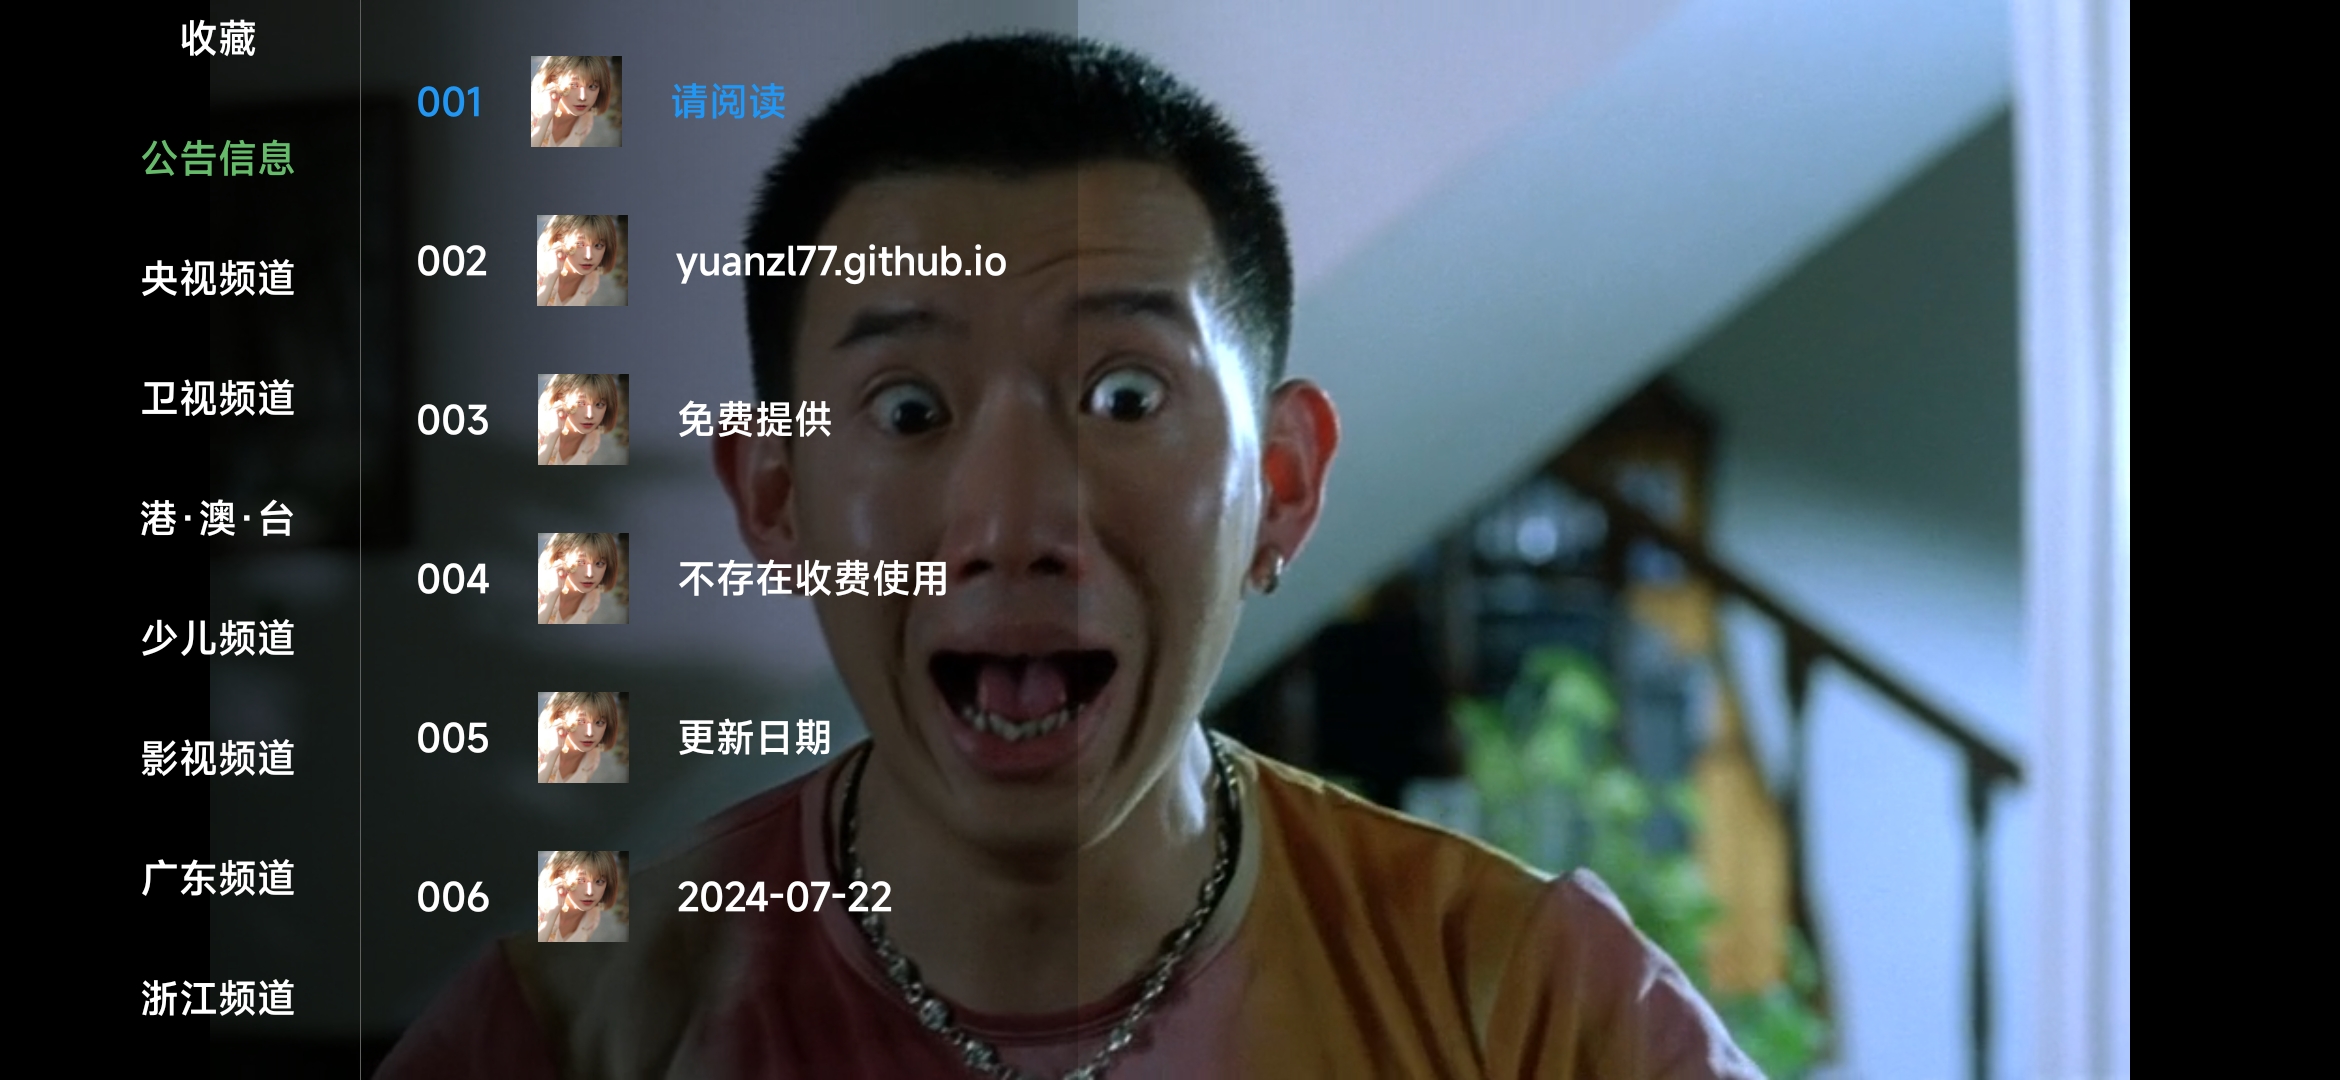 收藏
公告信息
央视频道
卫视频道
港·澳·台
少儿频道
影视频道
广东频道
浙江频道
001 请阅读
002 yuanzl77.github.io
003 免费提供
004 不存在收费使用
005 更新日期
006 2024-07-22